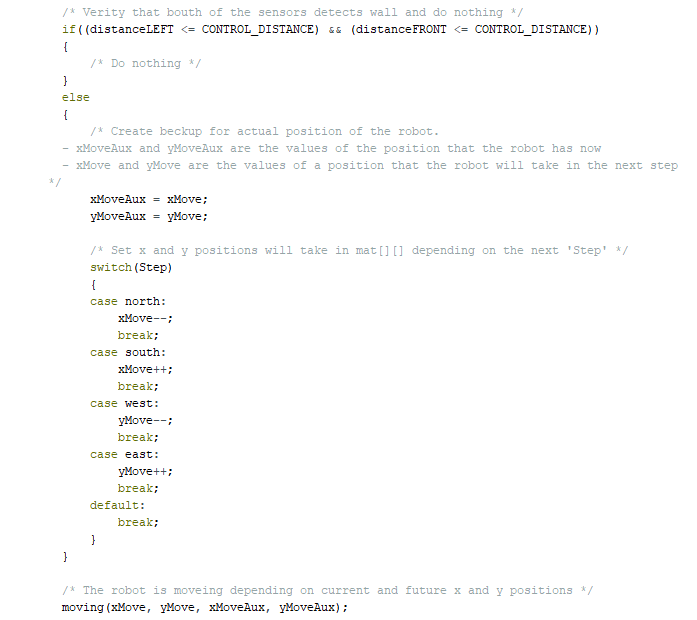 /* Verity that bouth of the sensors detects wall and do nothing */
if((distanceLEFT <= CONTROL_DISTANCE) && (distanceFRONT <= CONTROL_DISTANCE))
{
/* Do nothing */
}
else
{
/* Create beckup for actual position of the robot.
- xMoveAux and yMoveAux are the values of the position that the robot has now
- xMove and yMove are the values of a position that the robot will take in the next step
*/
xMoveAux = xMove;
yMoveAux = yMove;
/* Set x and y positions will take in mat[][] depending on the next 'Step' */
switch(Step)
{
case north:
xMove--;
break;
case south:
xMove++;
break;
case west:
yMove--;
break;
case east:
yMove++;
break;
default:
break;
}
}
/* The robot is moveing depending on current and future x and y positions */
moving(xMove, yMove, xMoveAux, yMoveAux);